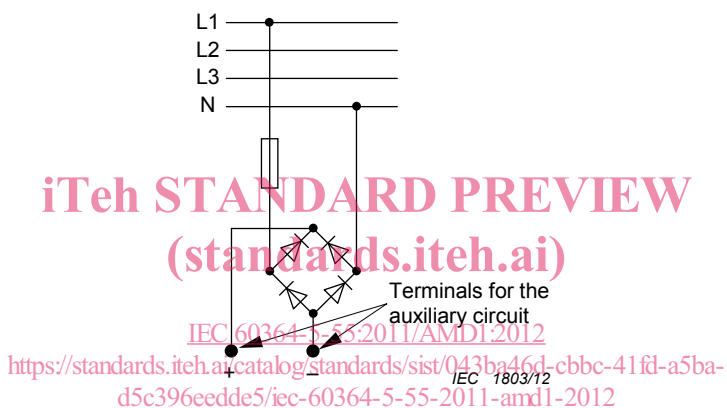 L1
L2
L3
N
iTeh STANDARD PREVIEW
(standards.iteh.ai)
Terminals for the
auxiliary circuit
IEC 60364-5-55:2011/AMD1:2012
https://standards.iteh.ai/catalog/standards/sist/043ba46d-cbbc-41fd-a5ba-
+ –
IEC 1803/12
d5c396eedde5/iec-60364-5-55-2011-amd1-2012